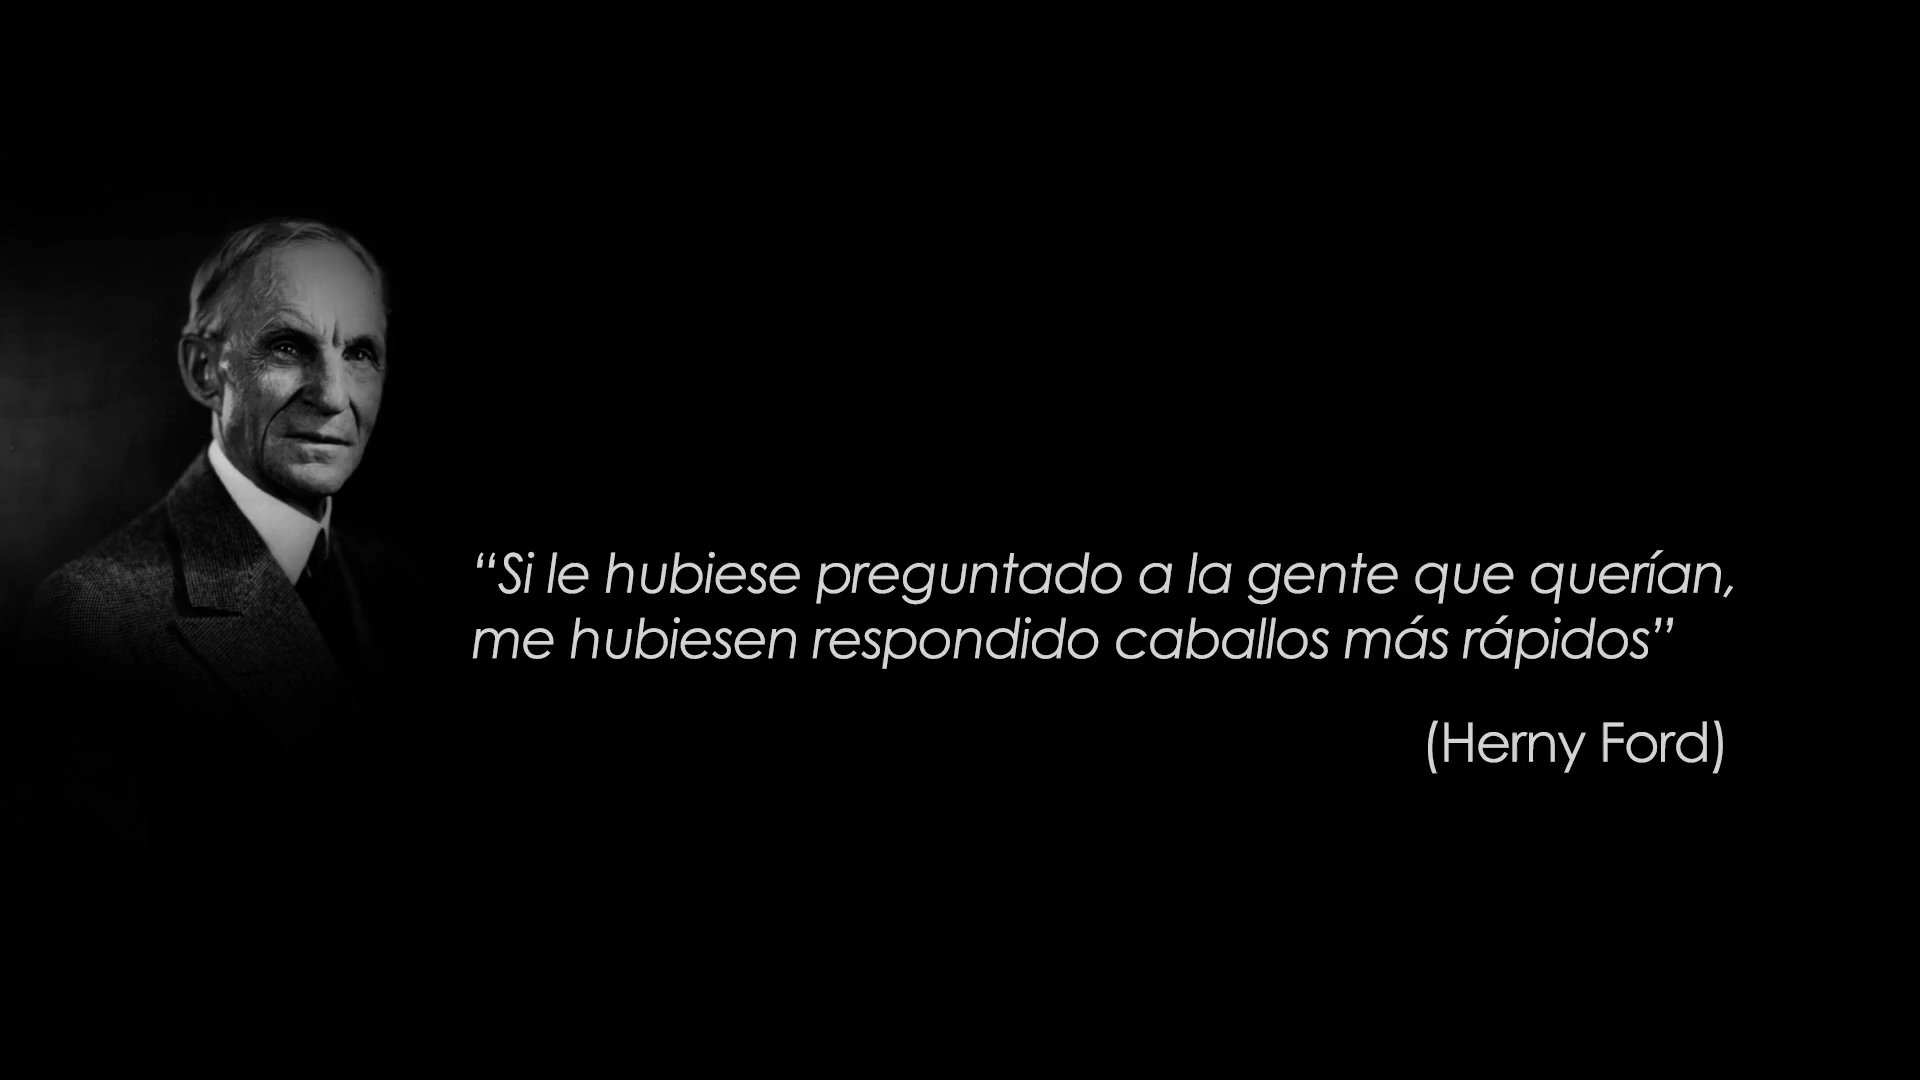 “Si le hubiese preguntado a la gente que querían,
me hubiesen respondido caballos más rápidos”
(Herny Ford)